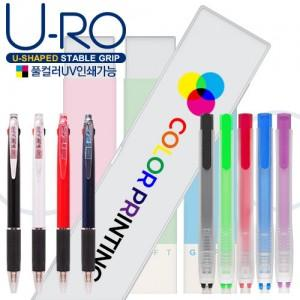 U-RO
U-SHAPED STABLE GRIP
풀컬러UV인쇄가능
COLOR PRINTING
F T
G